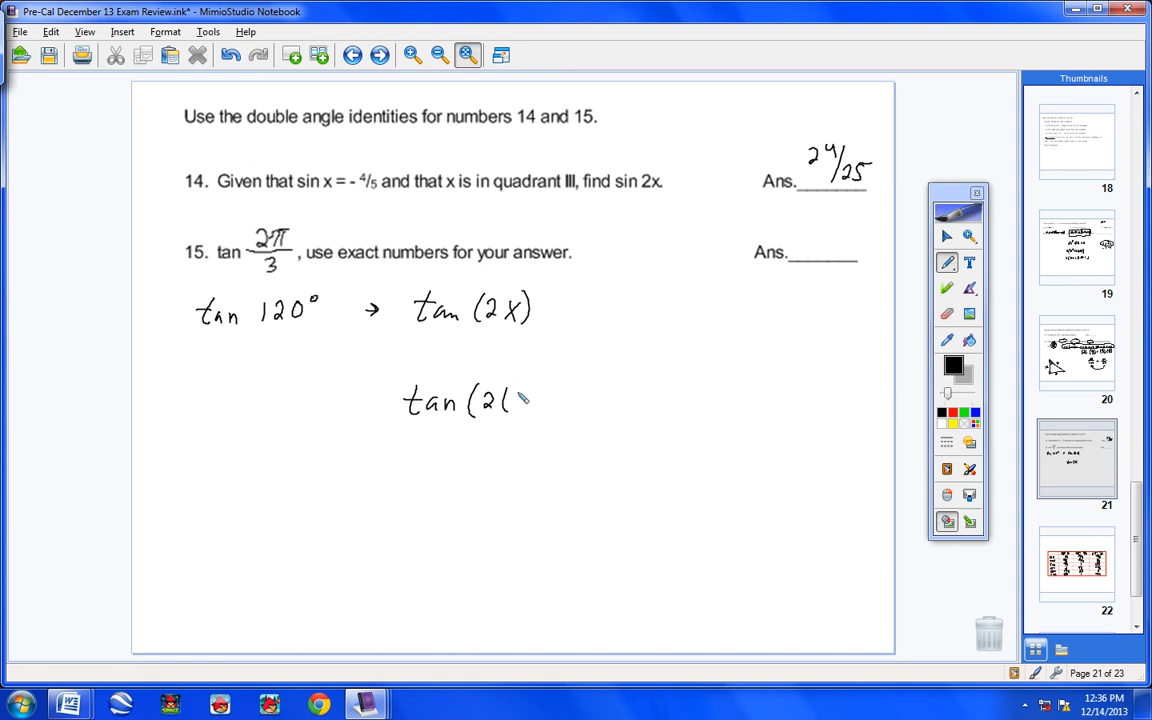 Pre-Cal December 13 Exam Review.ink* - MimioStudio Notebook
File Edit View Insert Format Tools Help
Thumbnails
Use the double angle identities for numbers 14 and 15.
14. Given that sin x = - 4/5 and that x is in quadrant III, find sin 2x. Ans._______ 24/25
15. tan 2π/3 , use exact numbers for your answer. Ans._______
tan 120° → tan (2x)
tan (2(
18
19
20
21
22
Page 21 of 23
12:36 PM
12/14/2013